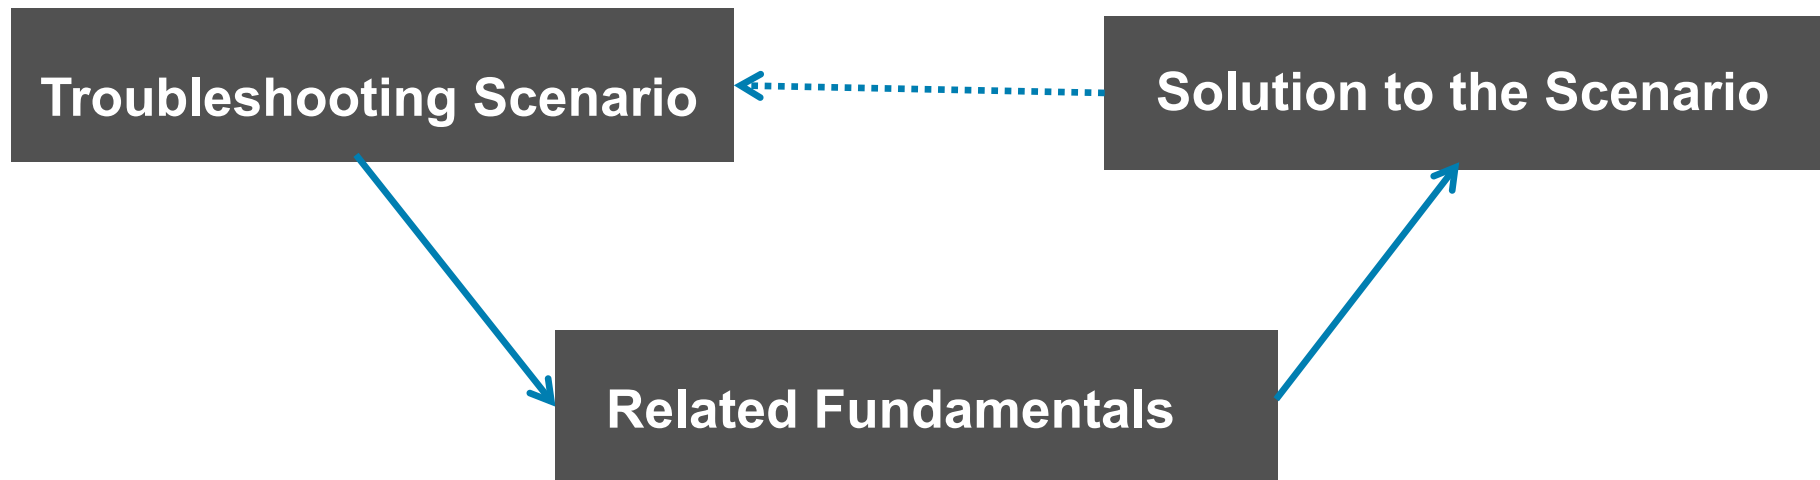 Troubleshooting Scenario
Solution to the Scenario
Related Fundamentals